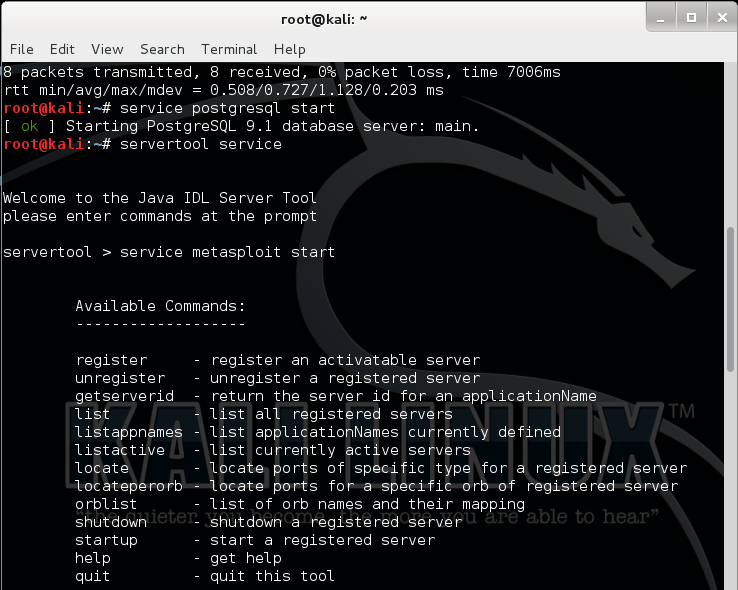 root@kali: ~
File Edit View Search Terminal Help
8 packets transmitted, 8 received, 0% packet loss, time 7006ms
rtt min/avg/max/mdev = 0.508/0.727/1.128/0.203 ms
root@kali:~# service postgresql start
[ ok ] Starting PostgreSQL 9.1 database server: main.
root@kali:~# servertool service
Welcome to the Java IDL Server Tool
please enter commands at the prompt
servertool > service metasploit start
Available Commands:
-------------------
register - register an activatable server
unregister - unregister a registered server
getserverid - return the server id for an applicationName
list - list all registered servers
listappnames - list applicationNames currently defined
listactive - list currently active servers
locate - locate ports of specific type for a registered server
locateperorb - locate ports for a specific orb of registered server
orblist - list of orb names and their mapping
shutdown - shutdown a registered server
startup - start a registered server
help - get help
quit - quit this tool
KALI LINUX™
"the quieter you become, the more you are able to hear"